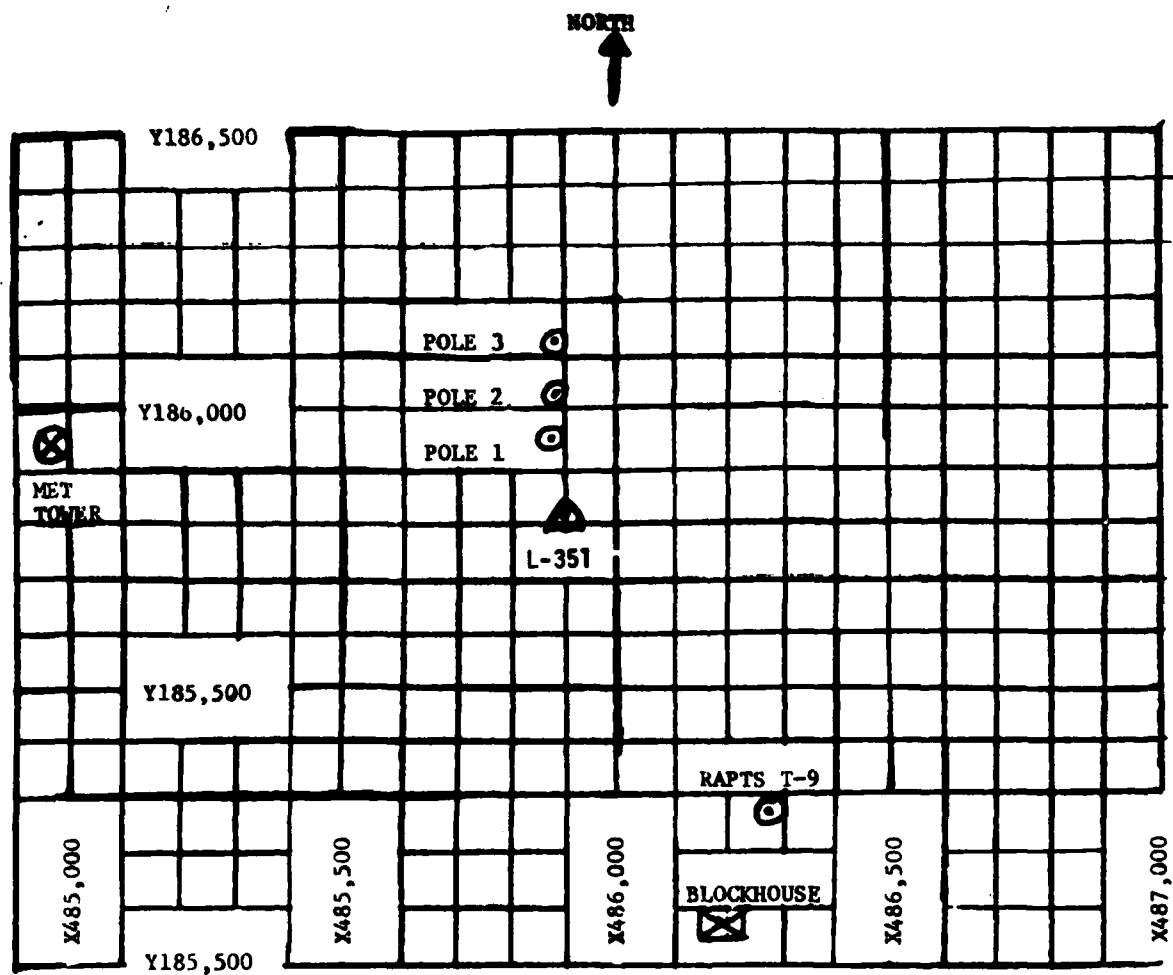 NORTH
Y186,500
POLE 3
POLE 2
Y186,000
POLE 1
MET
TOWER
L-351
Y185,500
RAPTS T-9
X485,000
X485,500
X486,000
BLOCKHOUSE
X486,500
X487,000
Y185,500